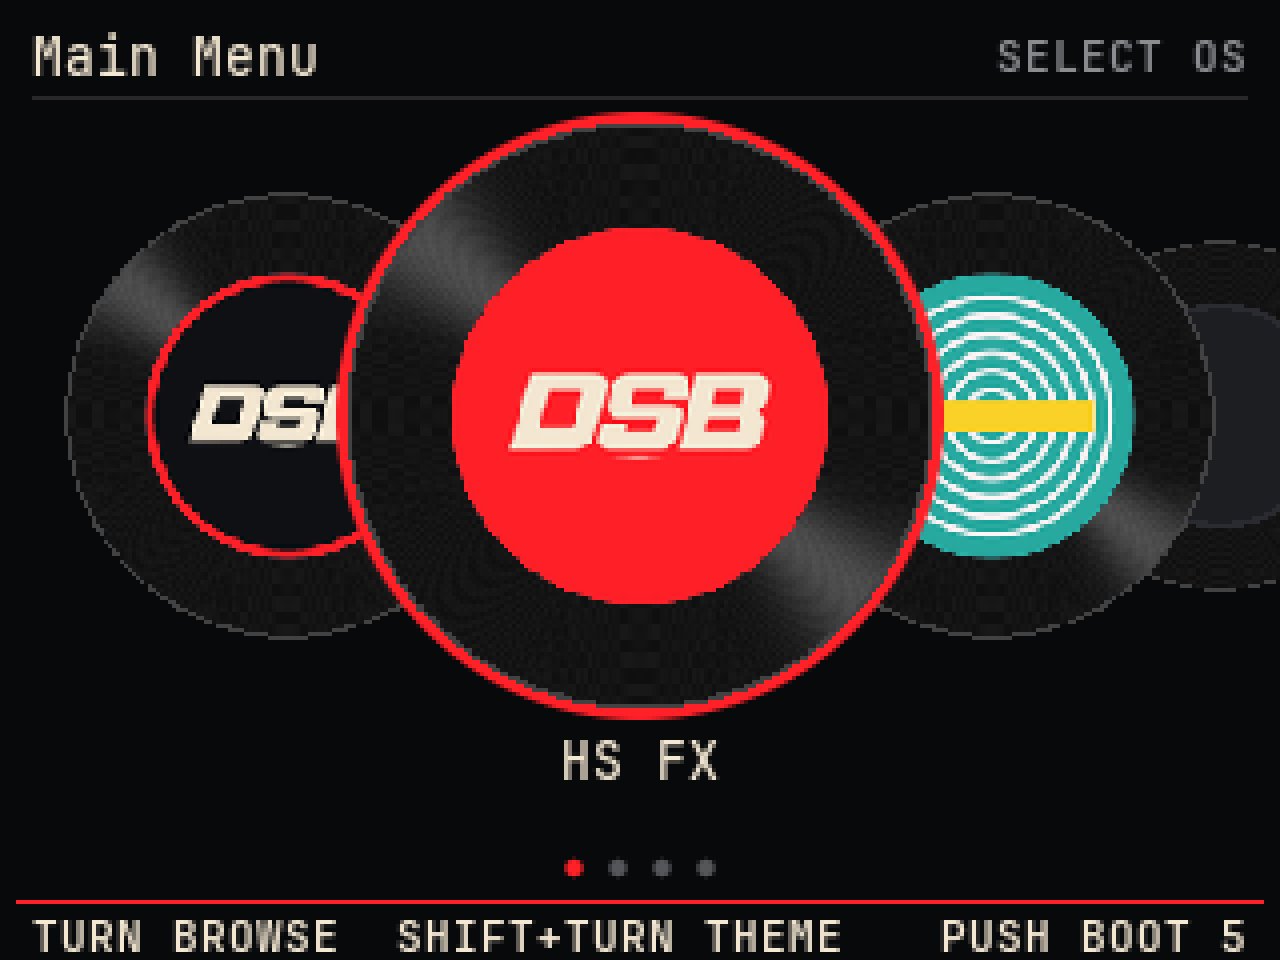 Main Menu SELECT OS
DSB
HS FX
TURN BROWSE SHIFT+TURN THEME PUSH BOOT 5